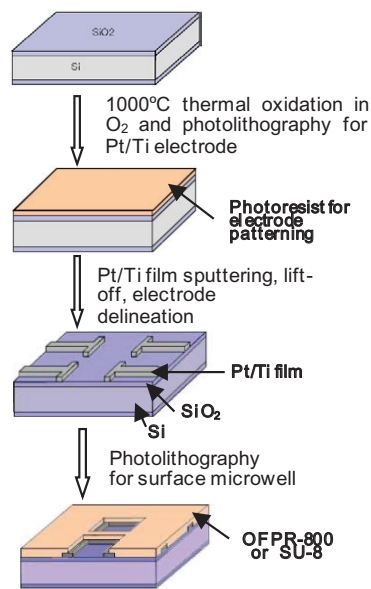 SiO2
Si
1000ºC thermal oxidation in
O₂ and photolithography for
Pt/Ti electrode
Photoresist for
electrode
patterning
Pt/Ti film sputtering, lift-
off, electrode
delineation
Pt/Ti film
SiO₂
Si
Photolithography
for surface microwell
OFPR-800
or SU-8